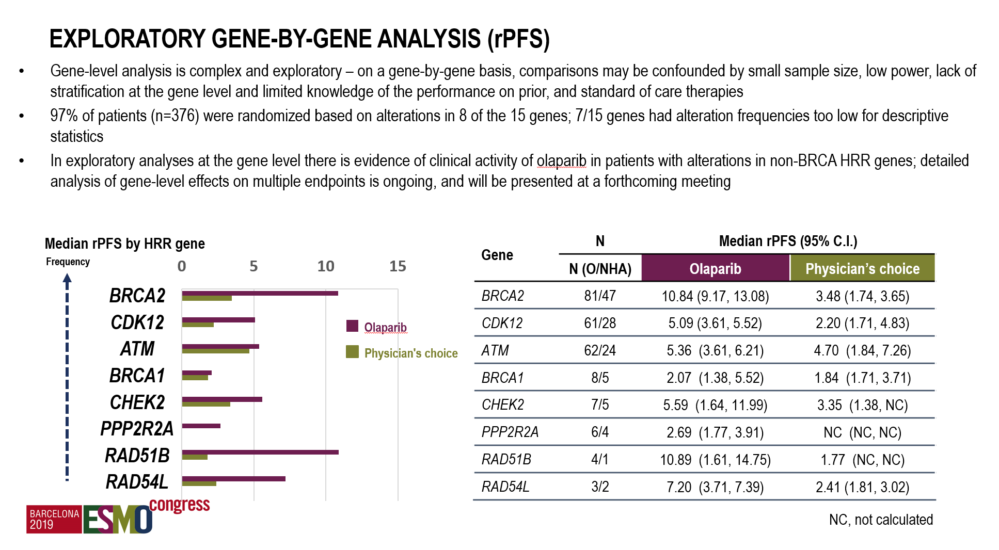 EXPLORATORY GENE-BY-GENE ANALYSIS (rPFS)
• Gene-level analysis is complex and exploratory – on a gene-by-gene basis, comparisons may be confounded by small sample size, low power, lack of
stratification at the gene level and limited knowledge of the performance on prior, and standard of care therapies
• 97% of patients (n=376) were randomized based on alterations in 8 of the 15 genes; 7/15 genes had alteration frequencies too low for descriptive
statistics
• In exploratory analyses at the gene level there is evidence of clinical activity of olaparib in patients with alterations in non-BRCA HRR genes; detailed
analysis of gene-level effects on multiple endpoints is ongoing, and will be presented at a forthcoming meeting
Median rPFS by HRR gene
Frequency
0 5 10 15
BRCA2
CDK12
ATM
BRCA1
CHEK2
PPP2R2A
RAD51B
RAD54L
Olaparib
Physician's choice
Gene N Median rPFS (95% C.I.)
N (O/NHA) Olaparib Physician’s choice
BRCA2 81/47 10.84 (9.17, 13.08) 3.48 (1.74, 3.65)
CDK12 61/28 5.09 (3.61, 5.52) 2.20 (1.71, 4.83)
ATM 62/24 5.36 (3.61, 6.21) 4.70 (1.84, 7.26)
BRCA1 8/5 2.07 (1.38, 5.52) 1.84 (1.71, 3.71)
CHEK2 7/5 5.59 (1.64, 11.99) 3.35 (1.38, NC)
PPP2R2A 6/4 2.69 (1.77, 3.91) NC (NC, NC)
RAD51B 4/1 10.89 (1.61, 14.75) 1.77 (NC, NC)
RAD54L 3/2 7.20 (3.71, 7.39) 2.41 (1.81, 3.02)
NC, not calculated
BARCELONA
2019
ESMO congress